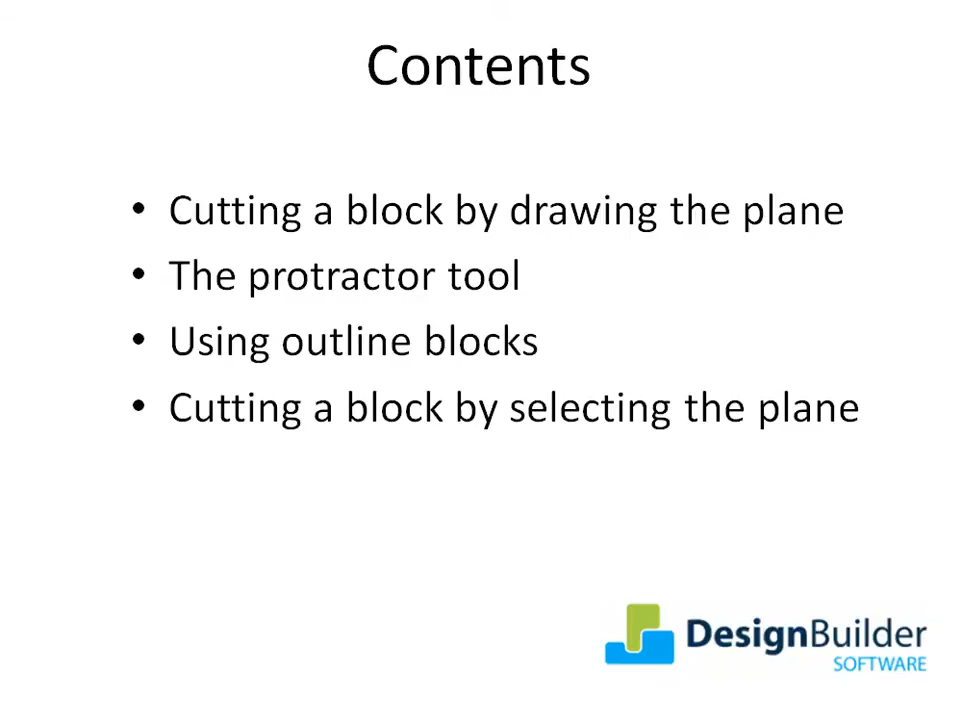 Contents
• Cutting a block by drawing the plane
• The protractor tool
• Using outline blocks
• Cutting a block by selecting the plane
DesignBuilder
SOFTWARE